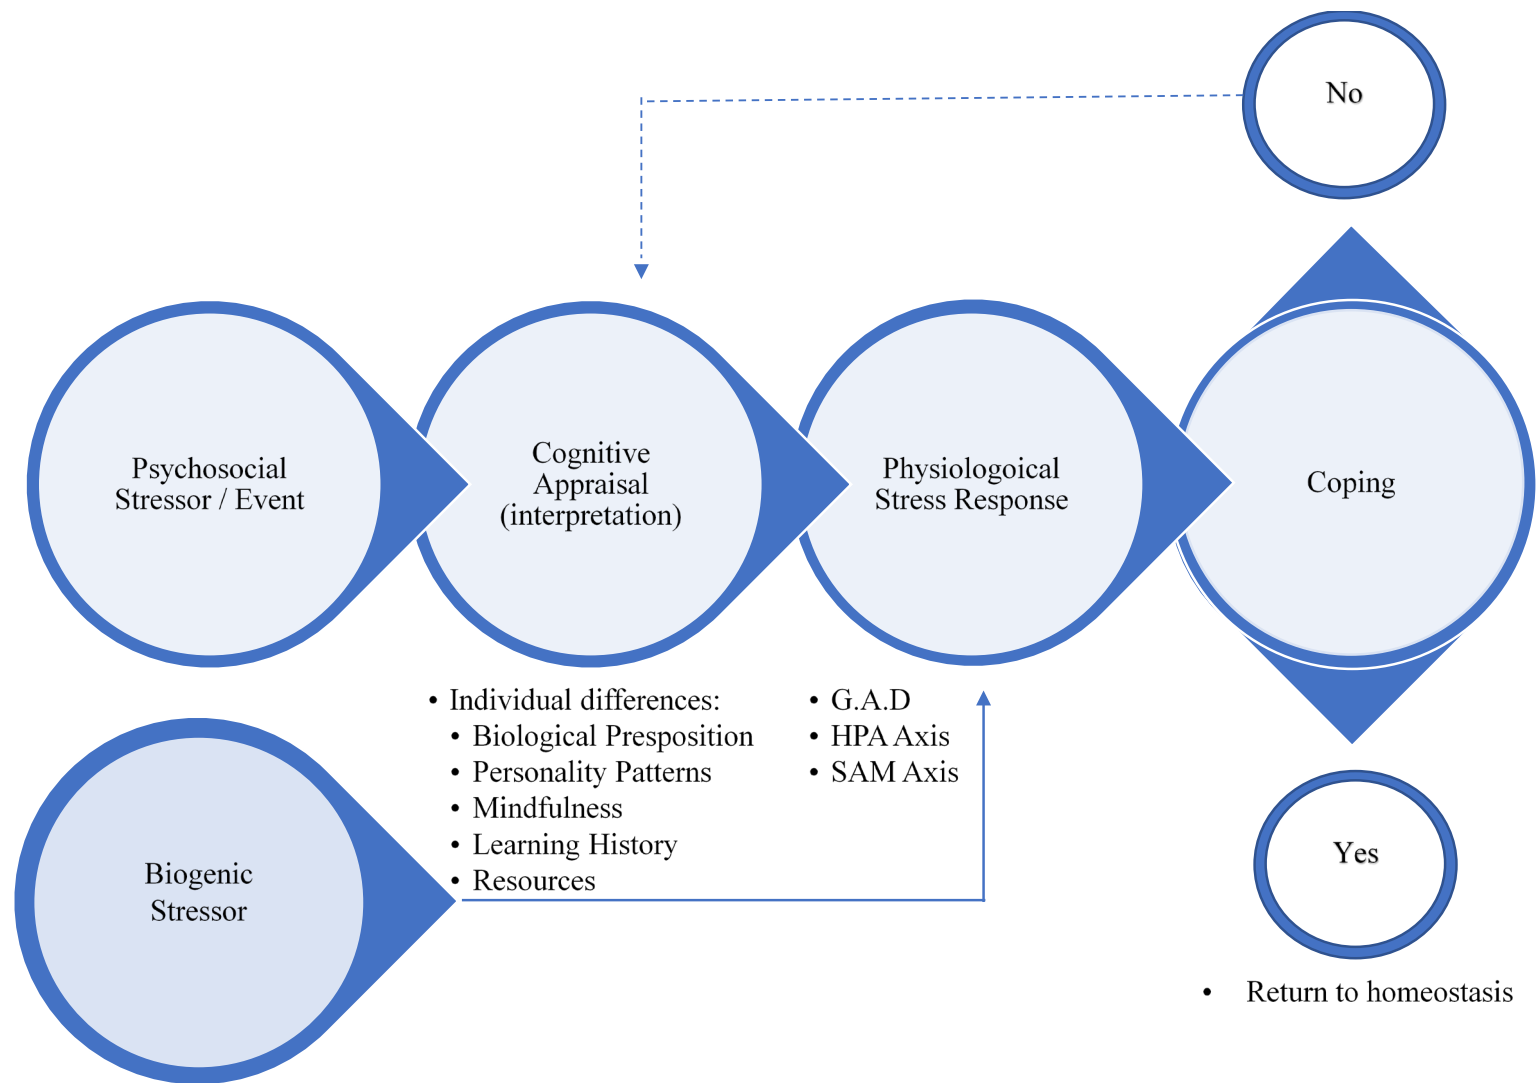 No
Psychosocial
Stressor / Event
Cognitive
Appraisal
(interpretation)
Physiologoical
Stress Response
Coping
• Individual differences:
• Biological Presposition
• Personality Patterns
• Mindfulness
• Learning History
• Resources
• G.A.D
• HPA Axis
• SAM Axis
Biogenic
Stressor
Yes
• Return to homeostasis